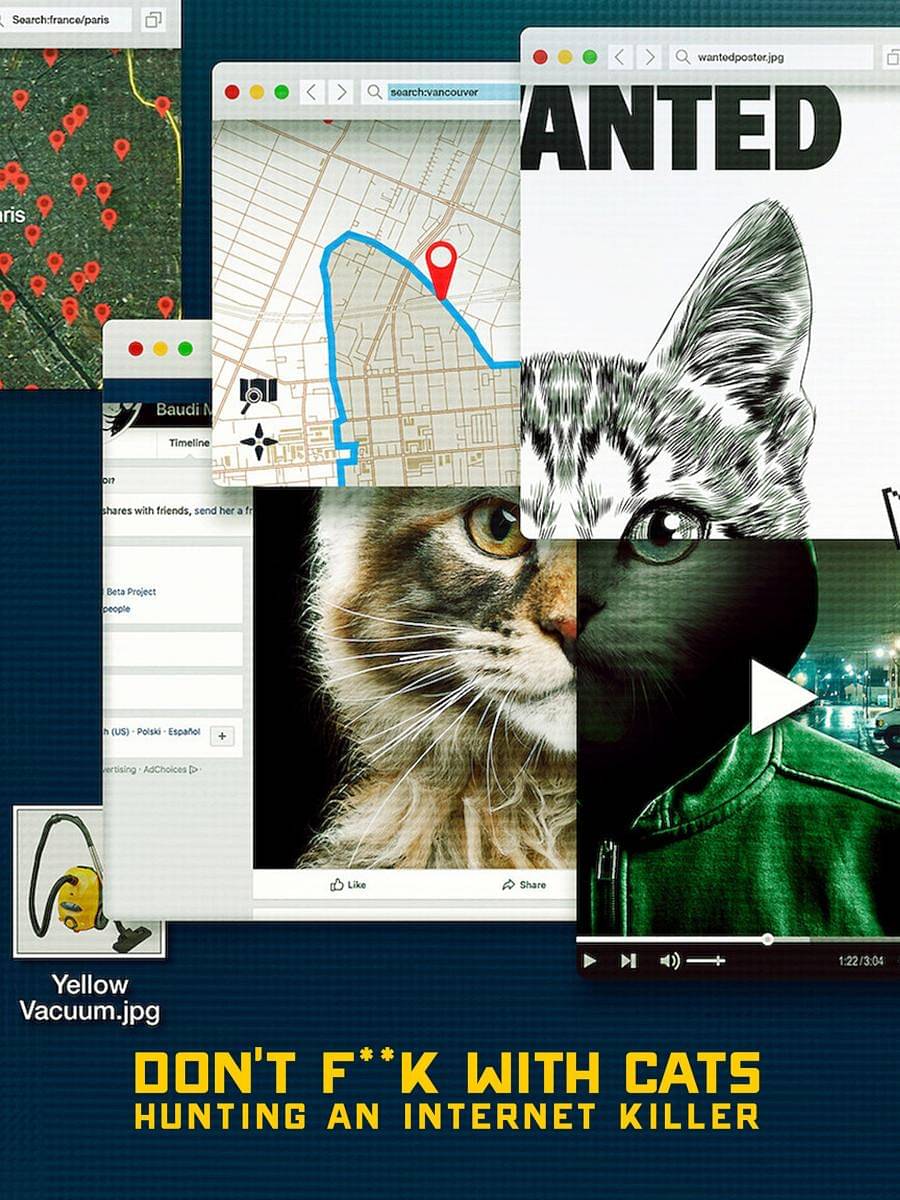 Search:france/paris
wantedposter.jpg
search:vancouver
ANTED
aris
Baudi
Timeline
shares with friends, send her a fr
Beta Project
people
(US) · Polski · Español
+
vertising · AdChoices
Like
Share
1:22/3:04
Yellow
Vacuum.jpg
DON'T F**K WITH CATS
HUNTING AN INTERNET KILLER